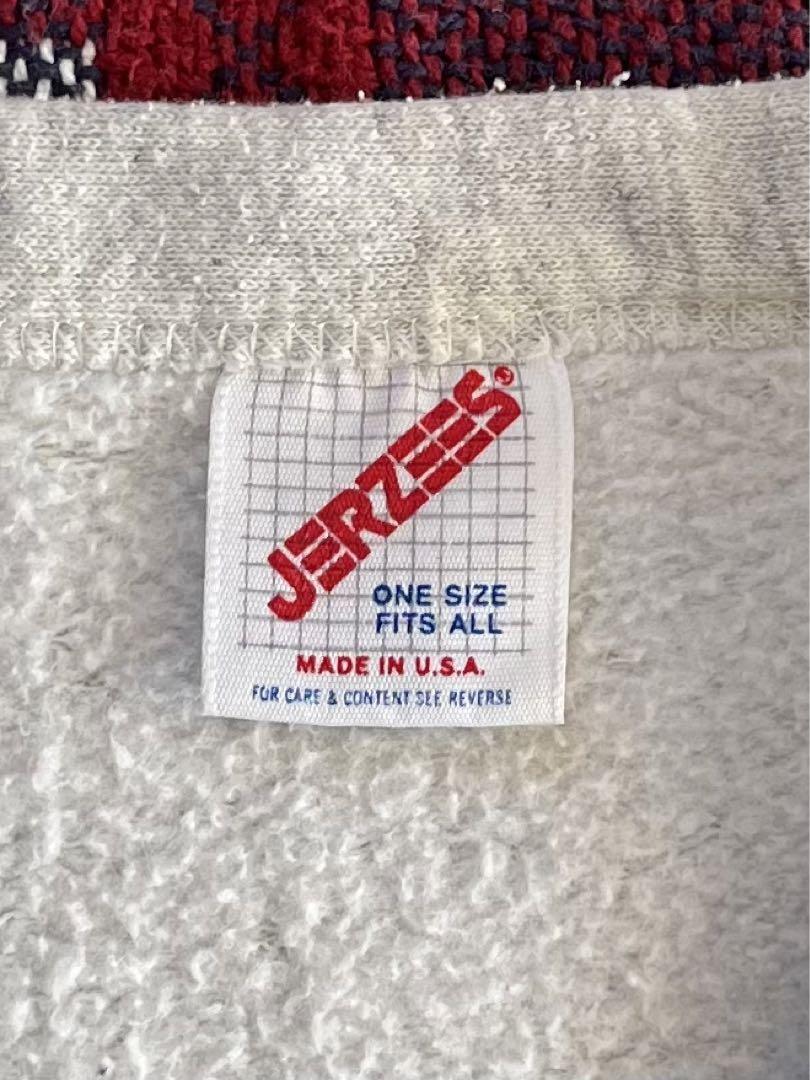 JERZEES®
ONE SIZE
FITS ALL
MADE IN U.S.A.
FOR CARE & CONTENT SEE REVERSE